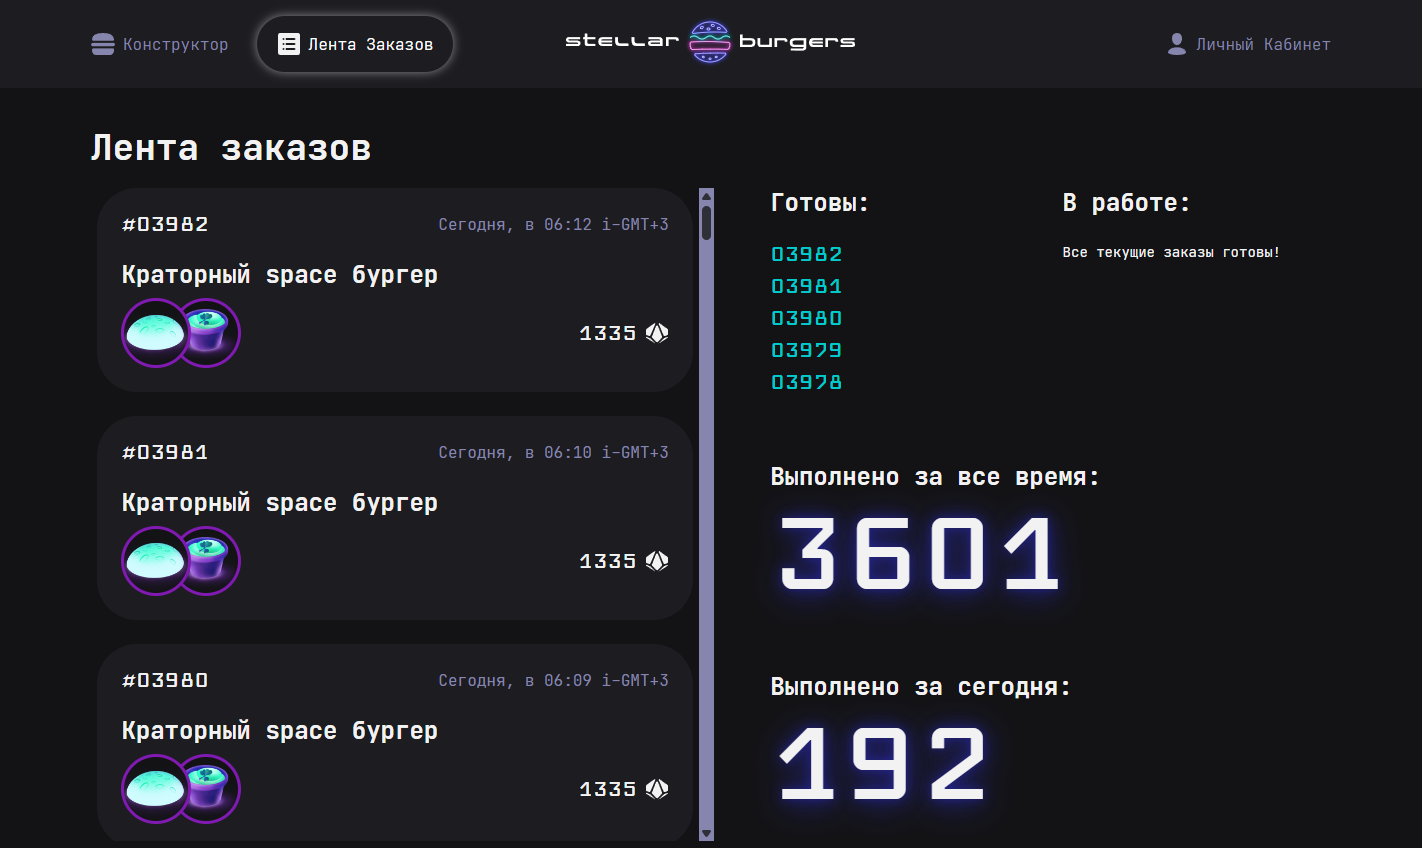 Конструктор
Лента Заказов
stellar burgers
Личный Кабинет
Лента заказов
#03982
Сегодня, в 06:12 i-GMT+3
Краторный space бургер
1335
#03981
Сегодня, в 06:10 i-GMT+3
Краторный space бургер
1335
#03980
Сегодня, в 06:09 i-GMT+3
Краторный space бургер
1335
Готовы:
03982
03981
03980
03979
03978
В работе:
Все текущие заказы готовы!
Выполнено за все время:
3601
Выполнено за сегодня:
192